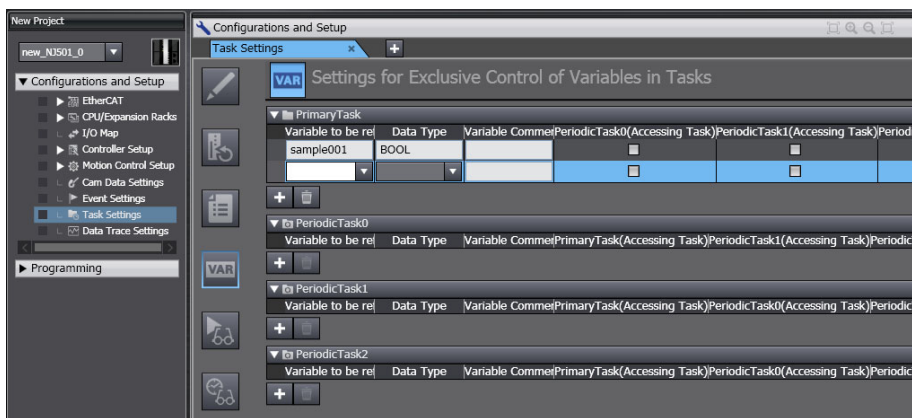 New Project
new_NJ501_0
Configurations and Setup
EtherCAT
CPU/Expansion Racks
I/O Map
Controller Setup
Motion Control Setup
Cam Data Settings
Event Settings
Task Settings
Data Trace Settings
Programming
Configurations and Setup
Task Settings
VAR Settings for Exclusive Control of Variables in Tasks
VAR
PrimaryTask
Variable to be re Data Type Variable Comme PeriodicTask0(Accessing Task) PeriodicTask1(Accessing Task) Period
sample001 BOOL
PeriodicTask0
Variable to be re Data Type Variable Comme PrimaryTask(Accessing Task) PeriodicTask1(Accessing Task) Periodic
PeriodicTask1
Variable to be re Data Type Variable Comme PrimaryTask(Accessing Task) PeriodicTask0(Accessing Task) Periodic
PeriodicTask2
Variable to be re Data Type Variable Comme PrimaryTask(Accessing Task) PeriodicTask0(Accessing Task) Periodic